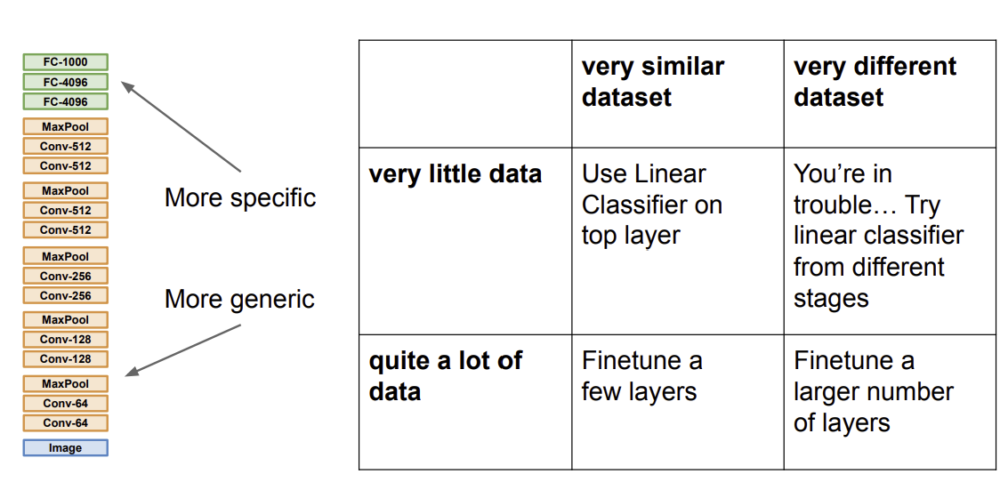 FC-1000
FC-4096
FC-4096
MaxPool
Conv-512
Conv-512
MaxPool
Conv-512
Conv-512
MaxPool
Conv-256
Conv-256
MaxPool
Conv-128
Conv-128
MaxPool
Conv-64
Conv-64
Image
More specific
More generic
very similar
dataset
very different
dataset
very little data
Use Linear
Classifier on
top layer
You’re in
trouble… Try
linear classifier
from different
stages
quite a lot of
data
Finetune a
few layers
Finetune a
larger number
of layers